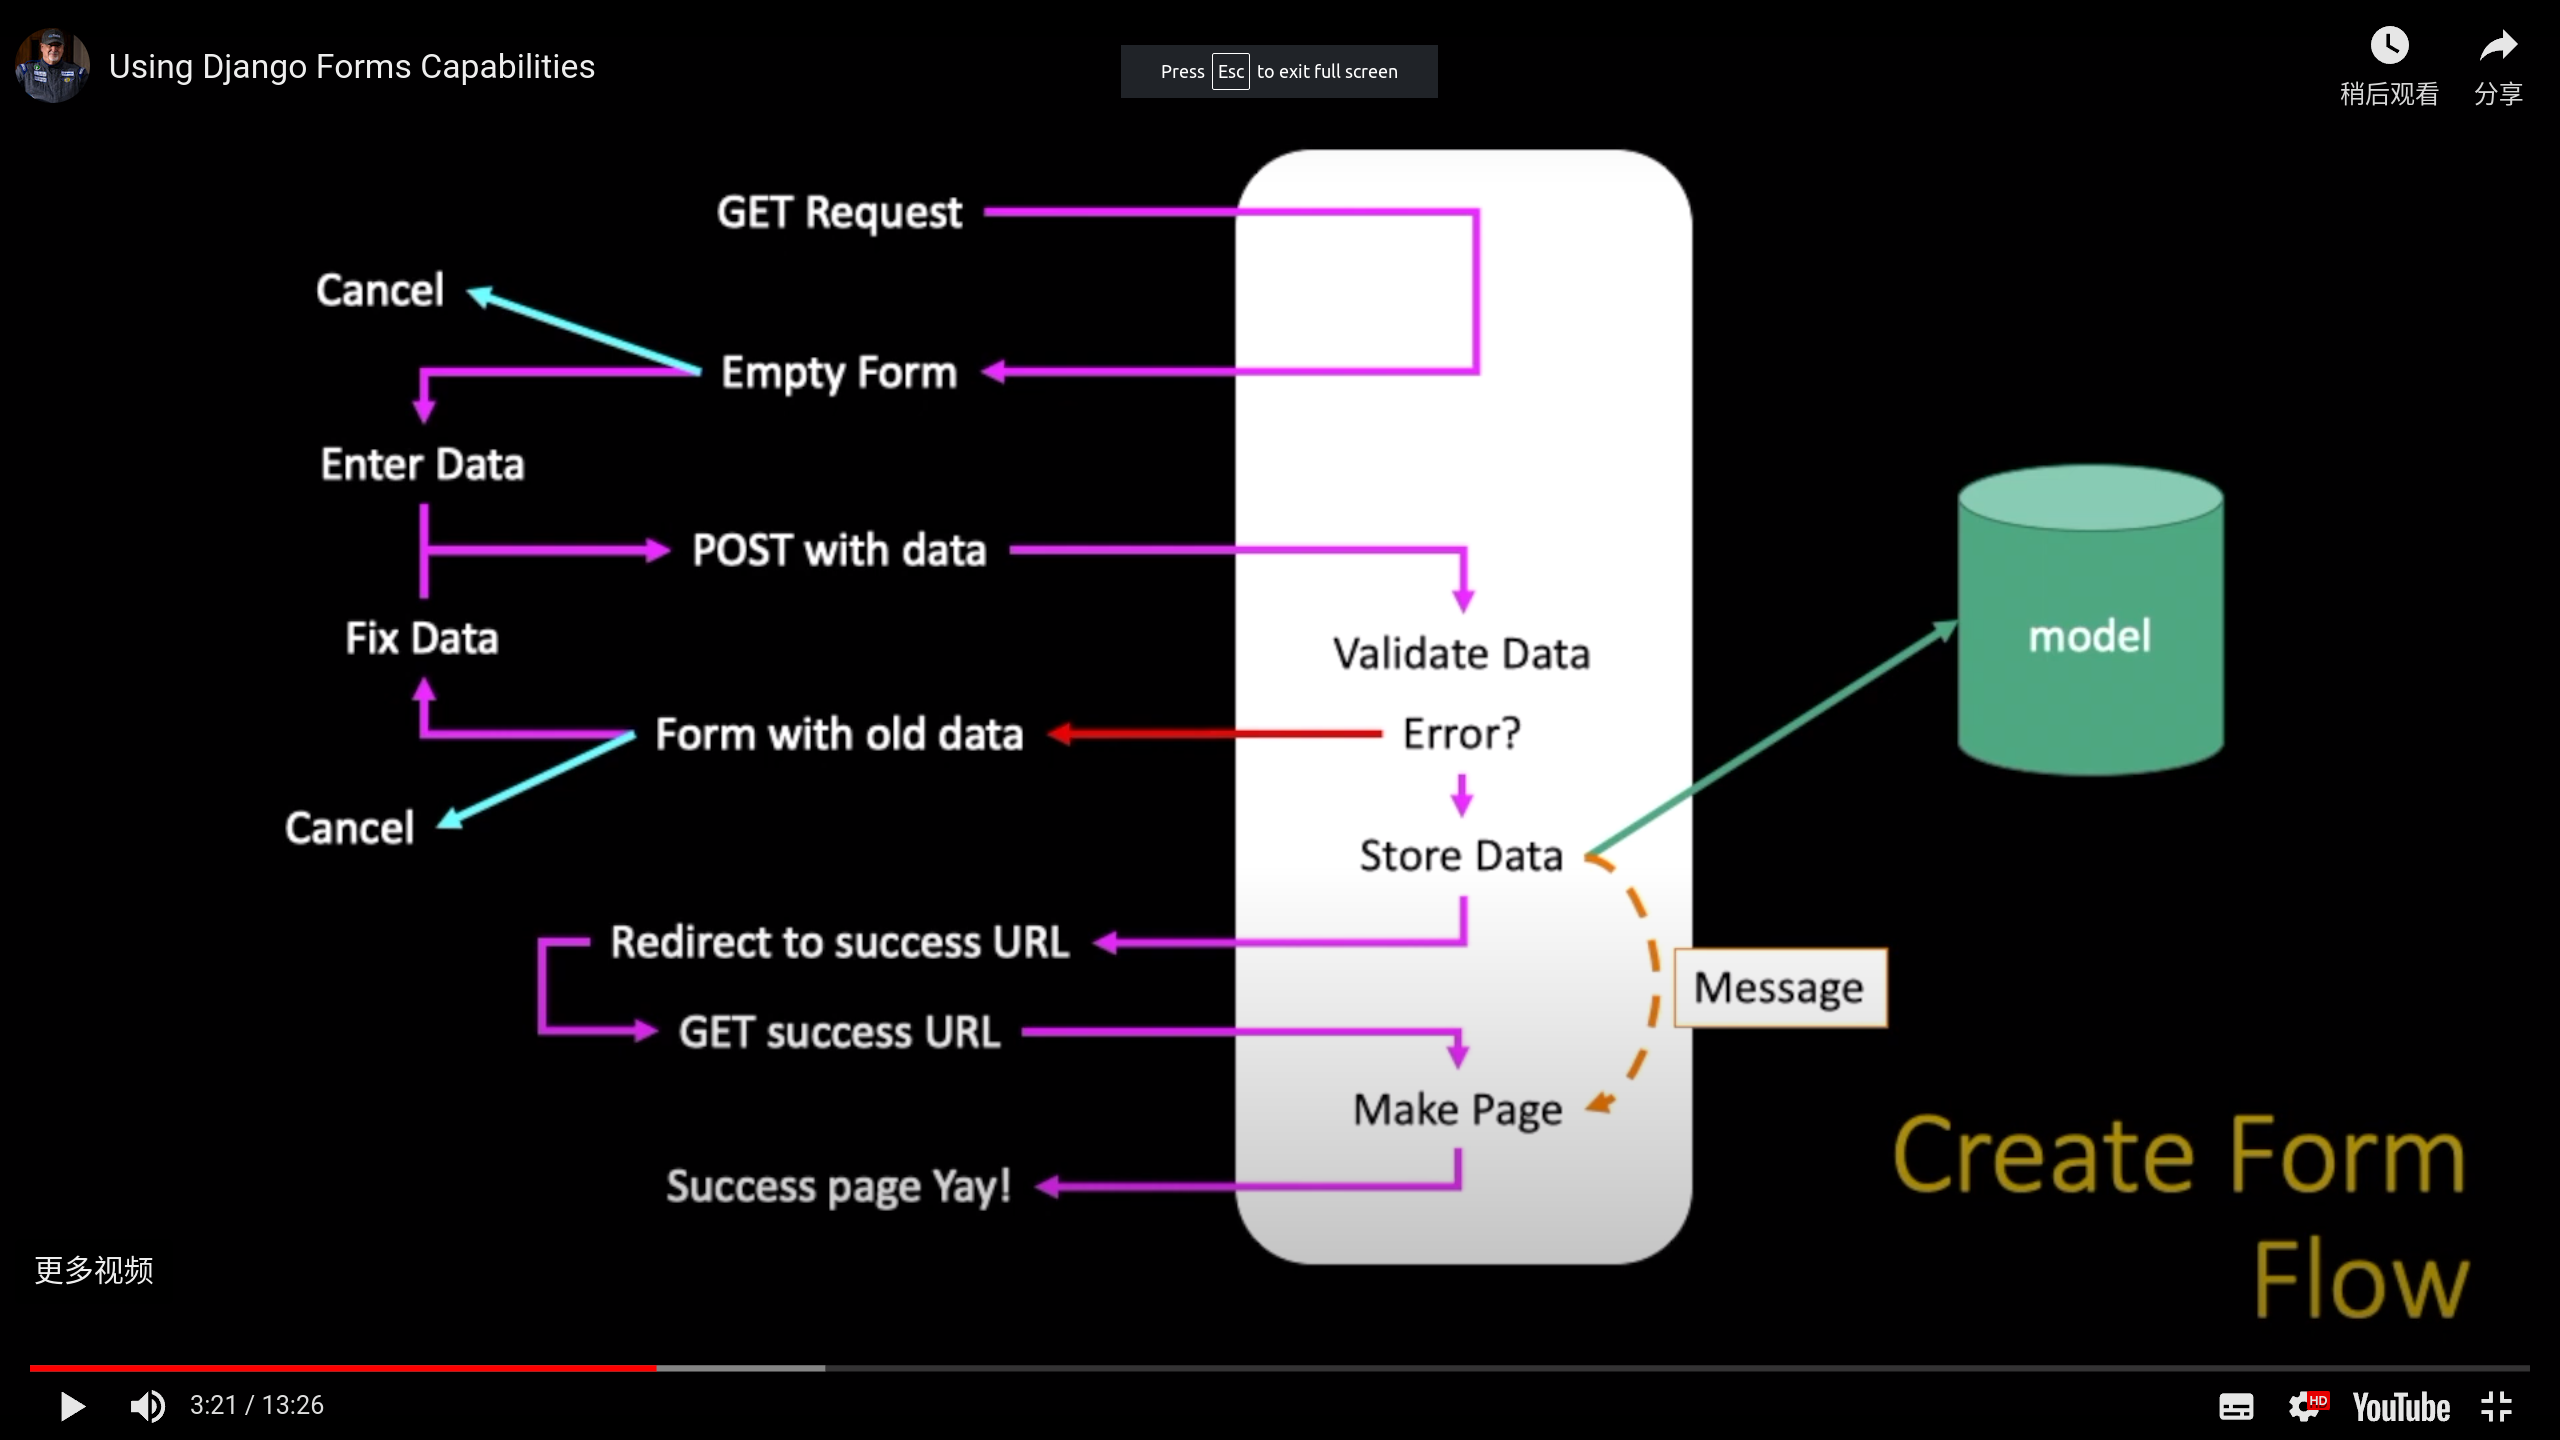 Using Django Forms Capabilities
Press Esc to exit full screen
稍后观看
分享
GET Request
Cancel
Empty Form
Enter Data
POST with data
Fix Data
Validate Data
model
Form with old data
Error?
Cancel
Store Data
Redirect to success URL
Message
GET success URL
Make Page
Success page Yay!
Create Form
Flow
更多视频
3:21 / 13:26
HD
YouTube